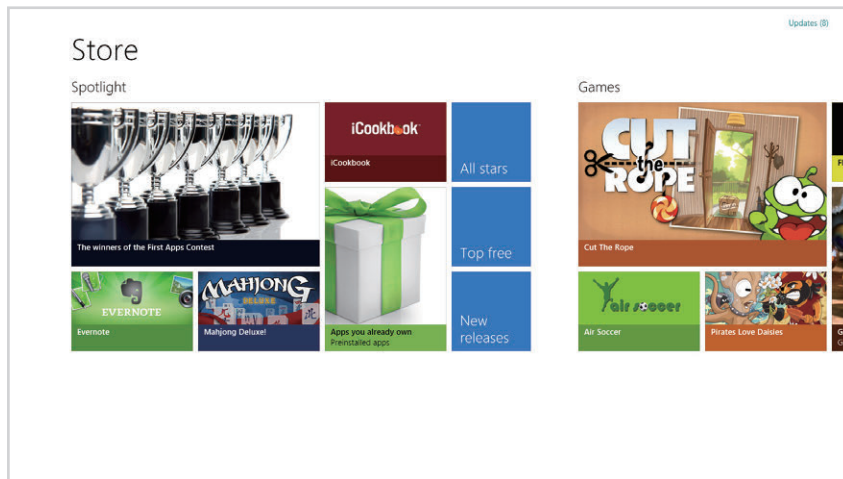 Updates (8)
Store
Spotlight
Games
iCookbook
iCookbook
All stars
The winners of the First Apps Contest
Top free
EVERNOTE
Evernote
MAHJONG
DELUXE
Mahjong Deluxe!
Apps you already own
Preinstalled apps
New
releases
CUT
the
ROPE
Cut The Rope
air soccer
Air Soccer
Pirates Love Daisies